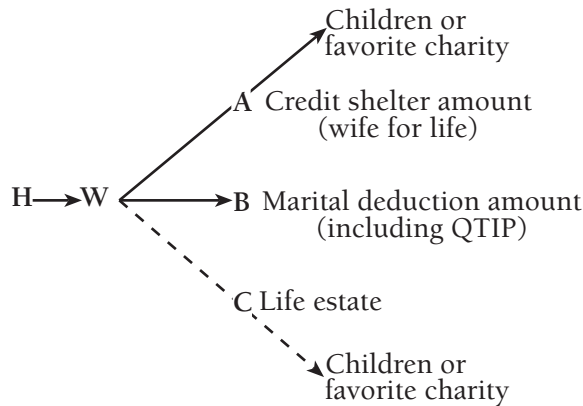 Children or
favorite charity
A Credit shelter amount
(wife for life)
H W
B Marital deduction amount
(including QTIP)
C Life estate
Children or
favorite charity